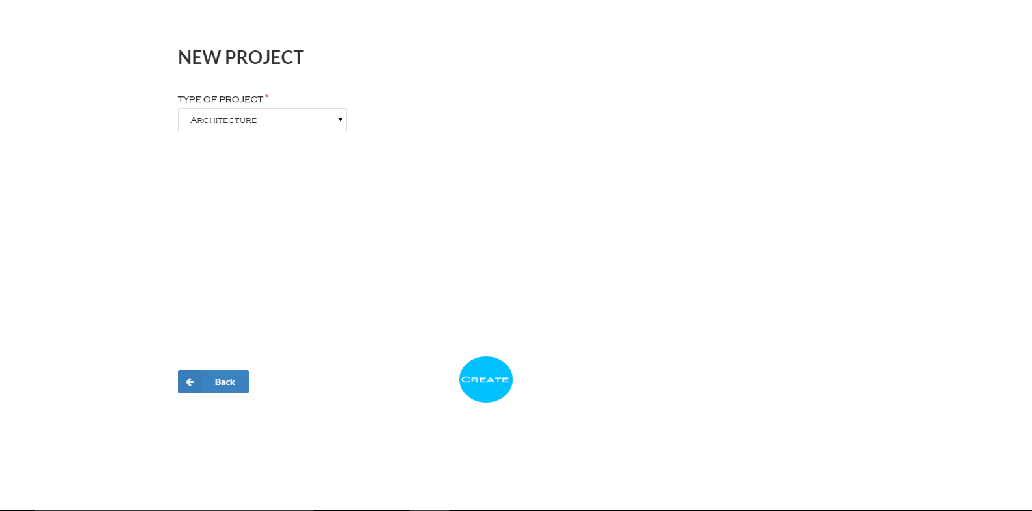 NEW PROJECT
TYPE OF PROJECT *
ARCHITECTURE
Back
CREATE